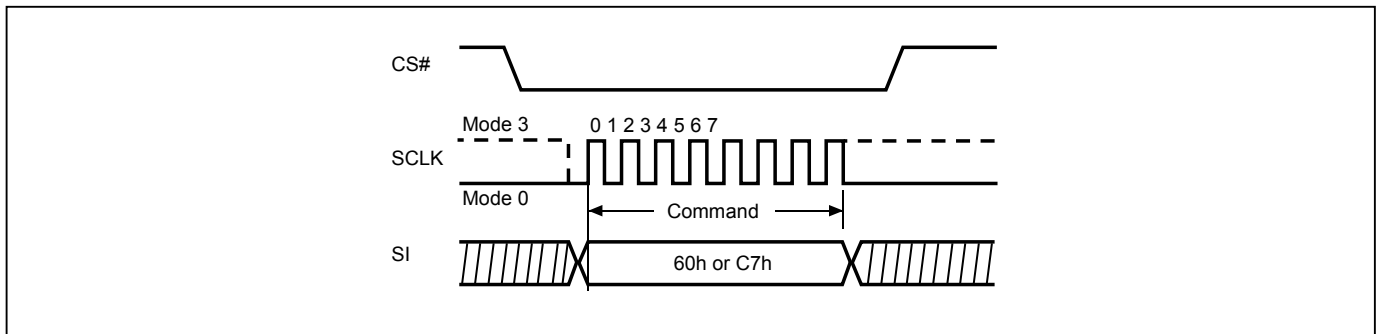 CS#
Mode 3
0 1 2 3 4 5 6 7
SCLK
Mode 0
Command
SI
60h or C7h